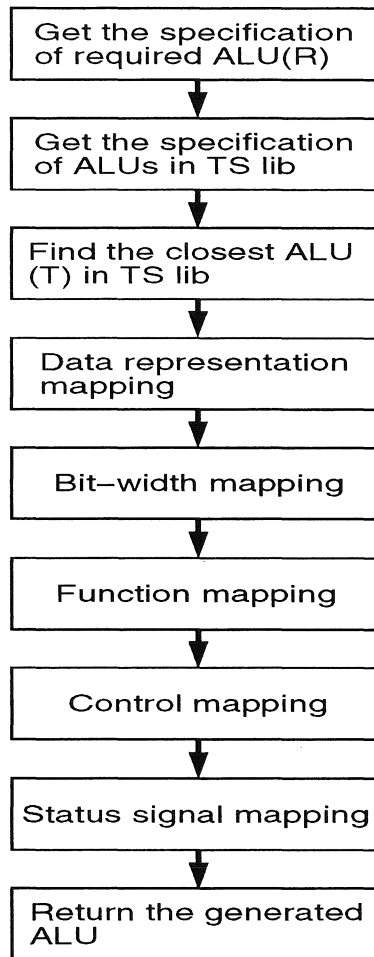 Get the specification
of required ALU(R)
Get the specification
of ALUs in TS lib
Find the closest ALU
(T) in TS lib
Data representation
mapping
Bit–width mapping
Function mapping
Control mapping
Status signal mapping
Return the generated
ALU